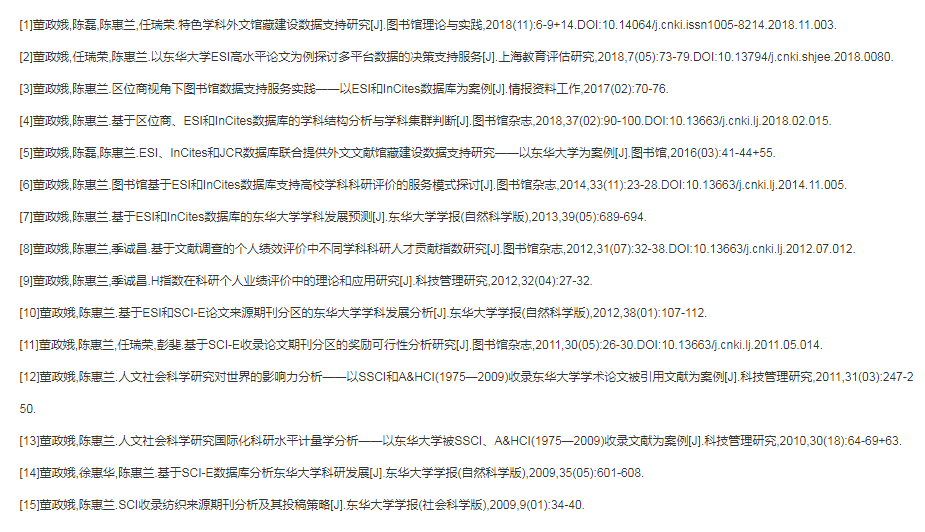 [1]董政娥,陈磊,陈惠兰,任瑞荣.特色学科外文馆藏建设数据支持研究[J].图书馆理论与实践,2018(11):6-9+14.DOI:10.14064/j.cnki.issn1005-8214.2018.11.003.
[2]董政娥,任瑞荣,陈惠兰.以东华大学ESI高水平论文为例探讨多平台数据的决策支持服务[J].上海教育评估研究,2018,7(05):73-79.DOI:10.13794/j.cnki.shjee.2018.0080.
[3]董政娥,陈惠兰.区位商视角下图书馆数据支持服务实践——以ESI和InCites数据库为案例[J].情报资料工作,2017(02):70-76.
[4]董政娥,陈惠兰.基于区位商、ESI和InCites数据库的学科结构分析与学科集群判断[J].图书馆杂志,2018,37(02):90-100.DOI:10.13663/j.cnki.lj.2018.02.015.
[5]董政娥,陈磊,陈惠兰.ESI、InCites和JCR数据库联合提供外文文献馆藏建设数据支持研究——以东华大学为案例[J].图书馆,2016(03):41-44+55.
[6]董政娥,陈惠兰.图书馆基于ESI和InCites数据库支持高校学科科研评价的服务模式探讨[J].图书馆杂志,2014,33(11):23-28.DOI:10.13663/j.cnki.lj.2014.11.005.
[7]董政娥,陈惠兰.基于ESI和InCites数据库的东华大学学科发展预测[J].东华大学学报(自然科学版),2013,39(05):689-694.
[8]董政娥,陈惠兰,季诚昌.基于文献调查的个人绩效评价中不同学科科研人才贡献指数研究[J].图书馆杂志,2012,31(07):32-38.DOI:10.13663/j.cnki.lj.2012.07.012.
[9]董政娥,陈惠兰,季诚昌.H指数在科研个人业绩评价中的理论和应用研究[J].科技管理研究,2012,32(04):27-32.
[10]董政娥,陈惠兰.基于ESI和SCI-E论文来源期刊分区的东华大学学科发展分析[J].东华大学学报(自然科学版),2012,38(01):107-112.
[11]董政娥,陈惠兰,任瑞荣,彭斐.基于SCI-E收录论文期刊分区的奖励可行性分析研究[J].图书馆杂志,2011,30(05):26-30.DOI:10.13663/j.cnki.lj.2011.05.014.
[12]董政娥,陈惠兰.人文社会科学研究对世界的影响力分析——以SSCI和A&HCI(1975—2009)收录东华大学学术论文被引用文献为案例[J].科技管理研究,2011,31(03):247-2
50.
[13]董政娥,陈惠兰.人文社会科学研究国际化科研水平计量学分析——以东华大学被SSCI、A&HCI(1975—2009)收录文献为案例[J].科技管理研究,2010,30(18):64-69+63.
[14]董政娥,徐惠华,陈惠兰.基于SCI-E数据库分析东华大学科研发展[J].东华大学学报(自然科学版),2009,35(05):601-608.
[15]董政娥,陈惠兰.SCI收录纺织来源期刊分析及其投稿策略[J].东华大学学报(社会科学版),2009,9(01):34-40.